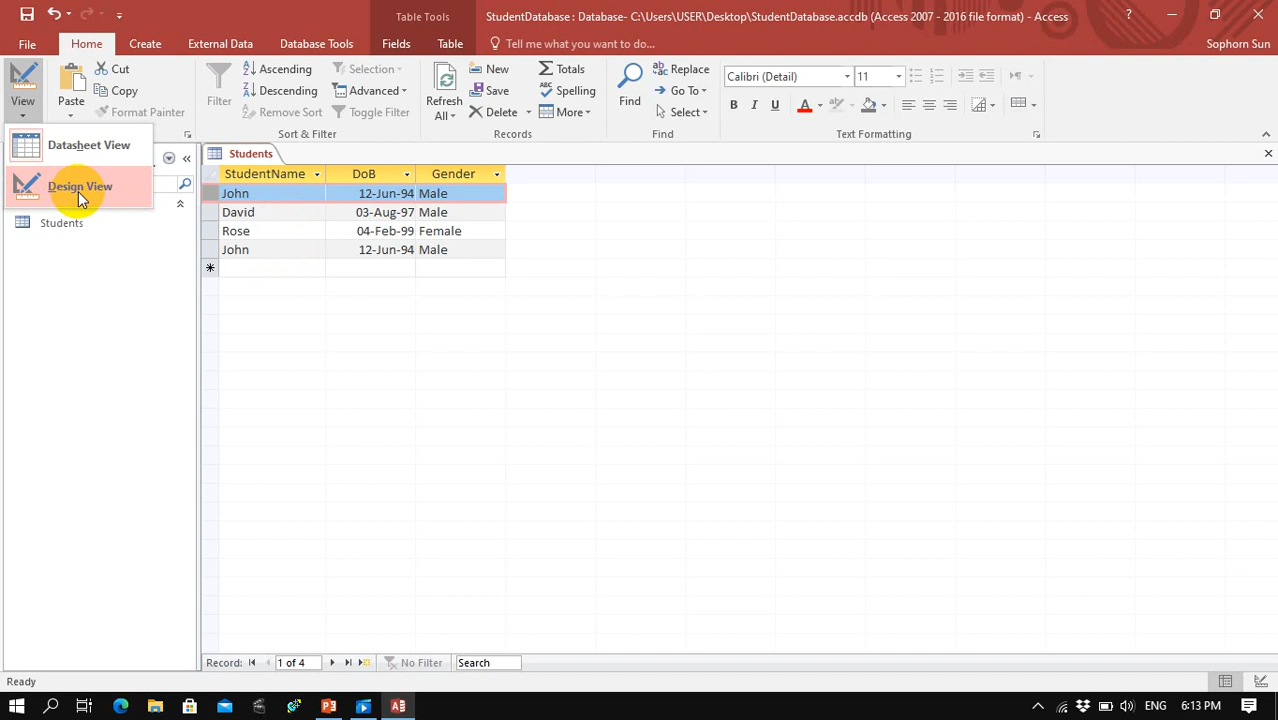 Table Tools
StudentDatabase : Database- C:\Users\USER\Desktop\StudentDatabase.accdb (Access 2007 - 2016 file format) - Access
?
File Home Create External Data Database Tools Fields Table Tell me what you want to do... Sophorn Sun
View Paste Cut Filter Ascending Selection Refresh New Totals Find Replace Calibri (Detail) 11
Copy Descending Advanced All Save Spelling Go To B I U A ab
Format Painter Remove Sort Toggle Filter Delete More Select
Sort & Filter Records Find Text Formatting
Datasheet View
Design View
Students
Students
StudentName DoB Gender
John 12-Jun-94 Male
David 03-Aug-97 Male
Rose 04-Feb-99 Female
John 12-Jun-94 Male
Record: 1 of 4 No Filter Search
Ready
ENG 6:13 PM